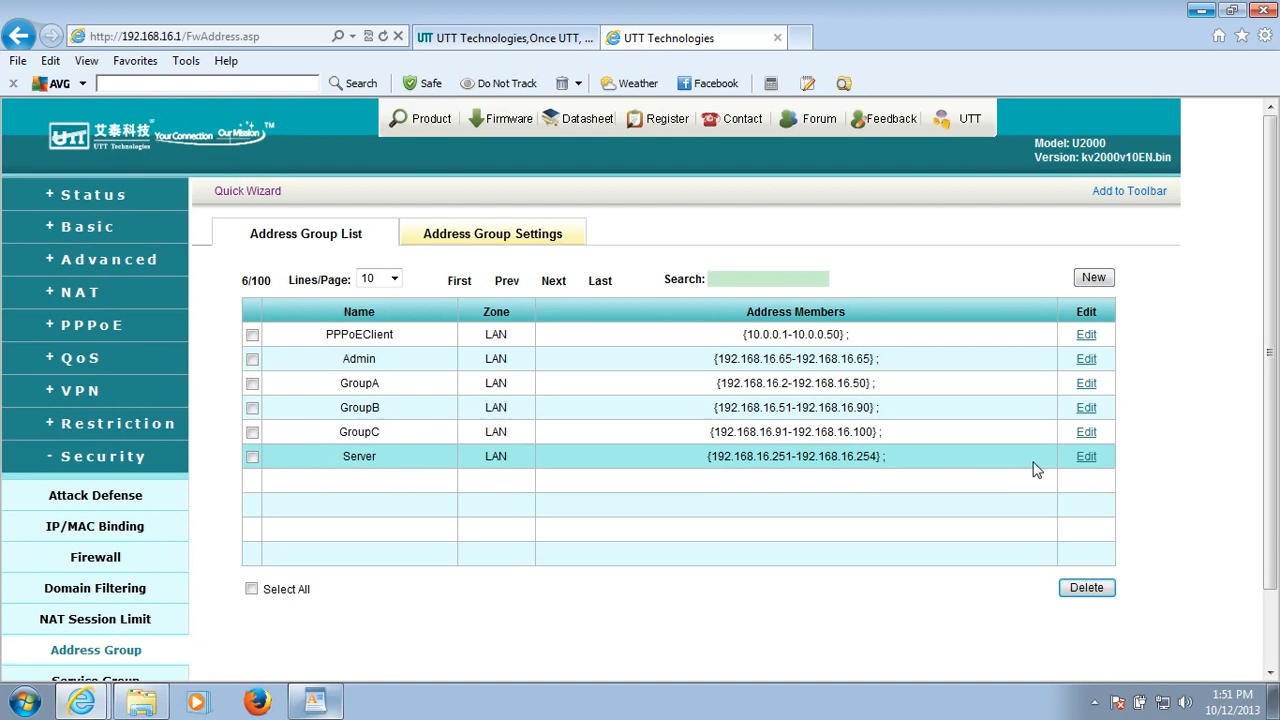 http://192.168.16.1/FwAddress.asp
UTT UTT Technologies,Once UTT, ...
UTT Technologies
File Edit View Favorites Tools Help
AVG Search Safe Do Not Track Weather Facebook
UTT 艾泰科技® Your Connection Our Mission™
UTT Technologies
Product Firmware Datasheet Register Contact Forum Feedback UTT
Model: U2000
Version: kv2000v10EN.bin
+ Status
+ Basic
+ Advanced
+ NAT
+ PPPoE
+ QoS
+ VPN
+ Restriction
- Security
Attack Defense
IP/MAC Binding
Firewall
Domain Filtering
NAT Session Limit
Address Group
Service Group
Quick Wizard Add to Toolbar
Address Group List Address Group Settings
6/100 Lines/Page: 10 First Prev Next Last Search: New
Name Zone Address Members Edit
PPPoEClient LAN {10.0.0.1-10.0.0.50} ; Edit
Admin LAN {192.168.16.65-192.168.16.65} ; Edit
GroupA LAN {192.168.16.2-192.168.16.50} ; Edit
GroupB LAN {192.168.16.51-192.168.16.90} ; Edit
GroupC LAN {192.168.16.91-192.168.16.100} ; Edit
Server LAN {192.168.16.251-192.168.16.254} ; Edit
Select All Delete
1:51 PM
10/12/2013